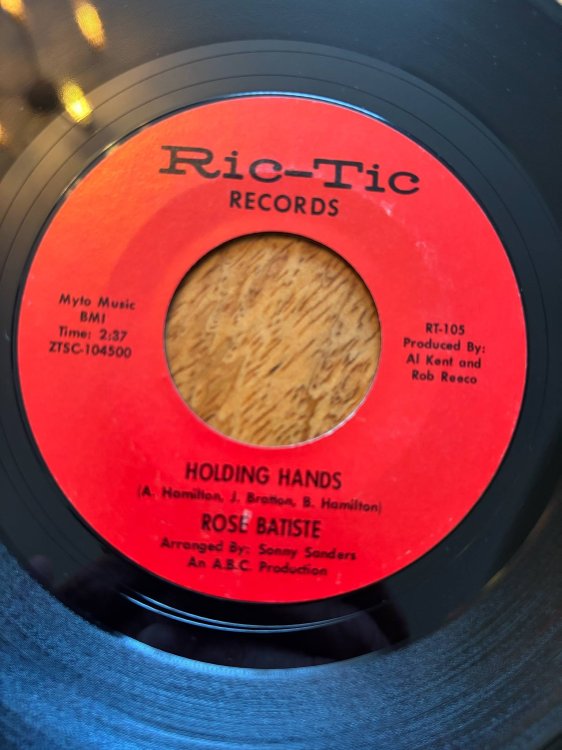 Ric-Tic
RECORDS
Myto Music
BMI
Time: 2:37
ZTSC-104500
RT-105
Produced By:
Al Kent and
Rob Reeco
HOLDING HANDS
(A. Hamilton, J. Bratton, B. Hamilton)
ROSE BATISTE
Arranged By: Sonny Sanders
An A.B.C. Production